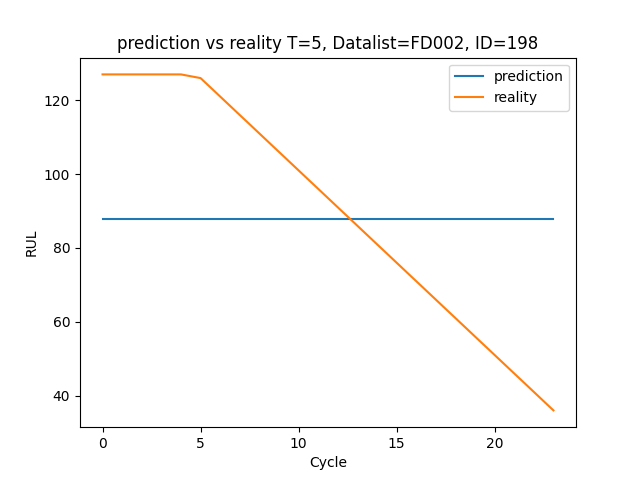 prediction vs reality T=5, Datalist=FD002, ID=198
prediction
reality
120
100
80
60
40
RUL
0 5 10 15 20
Cycle